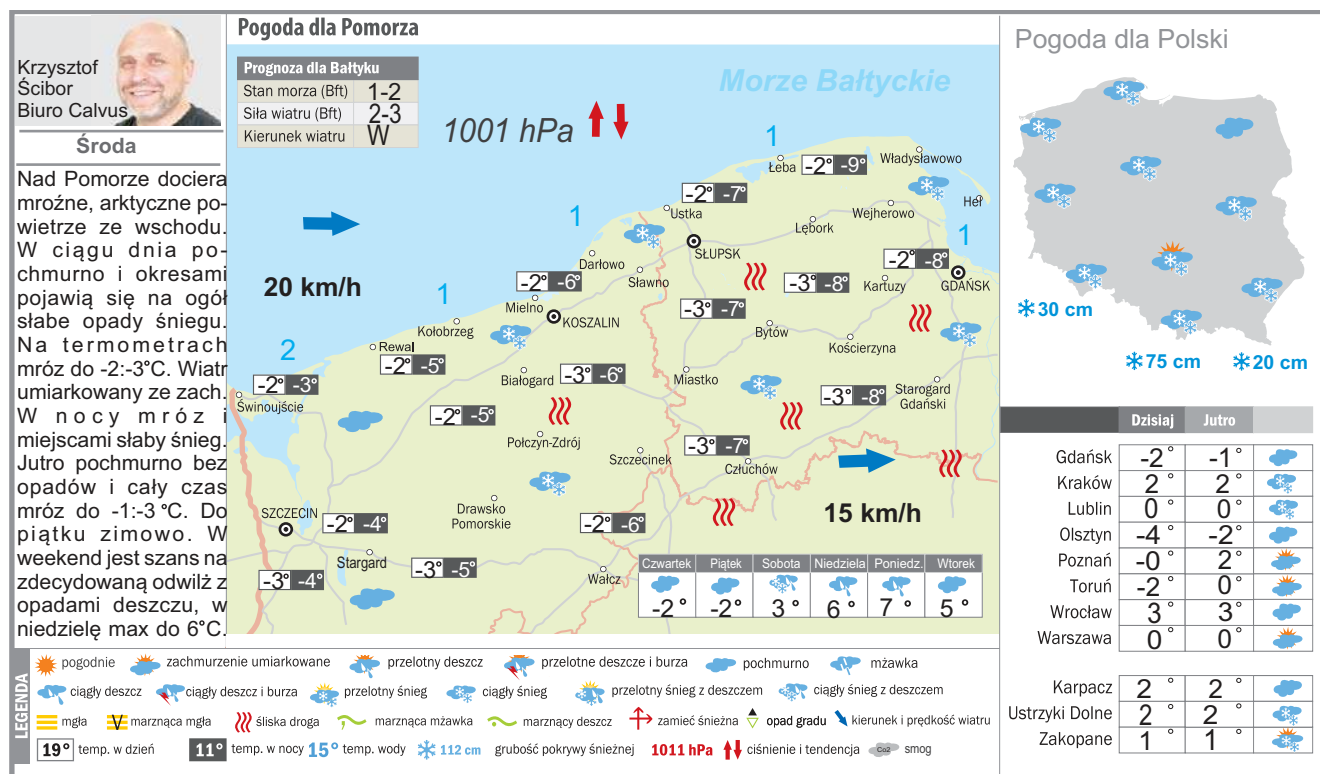 Krzysztof
Ścibor
Biuro Calvus
Środa
Nad Pomorze dociera
mroźne, arktyczne po-
wietrze ze wschodu.
W ciągu dnia po-
chmurno i okresami
pojawią się na ogół
słabe opady śniegu.
Na termometrach
mróz do -2:-3°C. Wiatr
umiarkowany ze zach.
W nocy mróz i
miejscami słaby śnieg.
Jutro pochmurno bez
opadów i cały czas
mróz do -1:-3 °C. Do
piątku zimowo. W
weekend jest szans na
zdecydowaną odwilż z
opadami deszczu, w
niedzielę max do 6°C.
Pogoda dla Pomorza
Prognoza dla Bałtyku
Stan morza (Bft) 1-2
Siła wiatru (Bft) 2-3
Kierunek wiatru W
Morze Bałtyckie
1001 hPa
1
Łeba
-2° -9°
Władysławowo
-2° -7°
Ustka
Hel
Wejherowo
Lębork
1
1
SŁUPSK
Darłowo
-2° -8°
20 km/h
-2° -6°
Sławno
-3° -8°
Kartuzy
GDAŃSK
1
Mielno
KOSZALIN
-3° -7°
Kołobrzeg
Bytów
Kościerzyna
2
Rewal
-2° -5°
Białogard
-3° -6°
Miastko
-2° -3°
Świnoujście
-3° -8°
Starogard
Gdański
-2° -5°
Połczyn-Zdrój
-3° -7°
Szczecinek
Człuchów
15 km/h
Drawsko
Pomorskie
SZCZECIN
-2° -4°
-2° -6°
Stargard
-3° -5°
-3° -4°
Wałcz
Czwartek Piątek Sobota Niedziela Poniedz. Wtorek
-2° -2° 3° 6° 7° 5°
Pogoda dla Polski
30 cm
75 cm
20 cm
Dzisiaj Jutro
Gdańsk -2° -1°
Kraków 2° 2°
Lublin 0° 0°
Olsztyn -4° -2°
Poznań -0° 2°
Toruń -2° 0°
Wrocław 3° 3°
Warszawa 0° 0°
Karpacz 2° 2°
Ustrzyki Dolne 2° 2°
Zakopane 1° 1°
LEGENDA
pogodnie zachmurzenie umiarkowane przelotny deszcz przelotne deszcze i burza pochmurno mżawka
ciągły deszcz ciągły deszcz i burza przelotny śnieg ciągły śnieg przelotny śnieg z deszczem ciągły śnieg z deszczem
mgła marznąca mgła śliska droga marznąca mżawka marznący deszcz zamieć śnieżna opad gradu kierunek i prędkość wiatru
19° temp. w dzień 11° temp. w nocy 15° temp. wody 112 cm grubość pokrywy śnieżnej 1011 hPa ciśnienie i tendencja Co2 smog